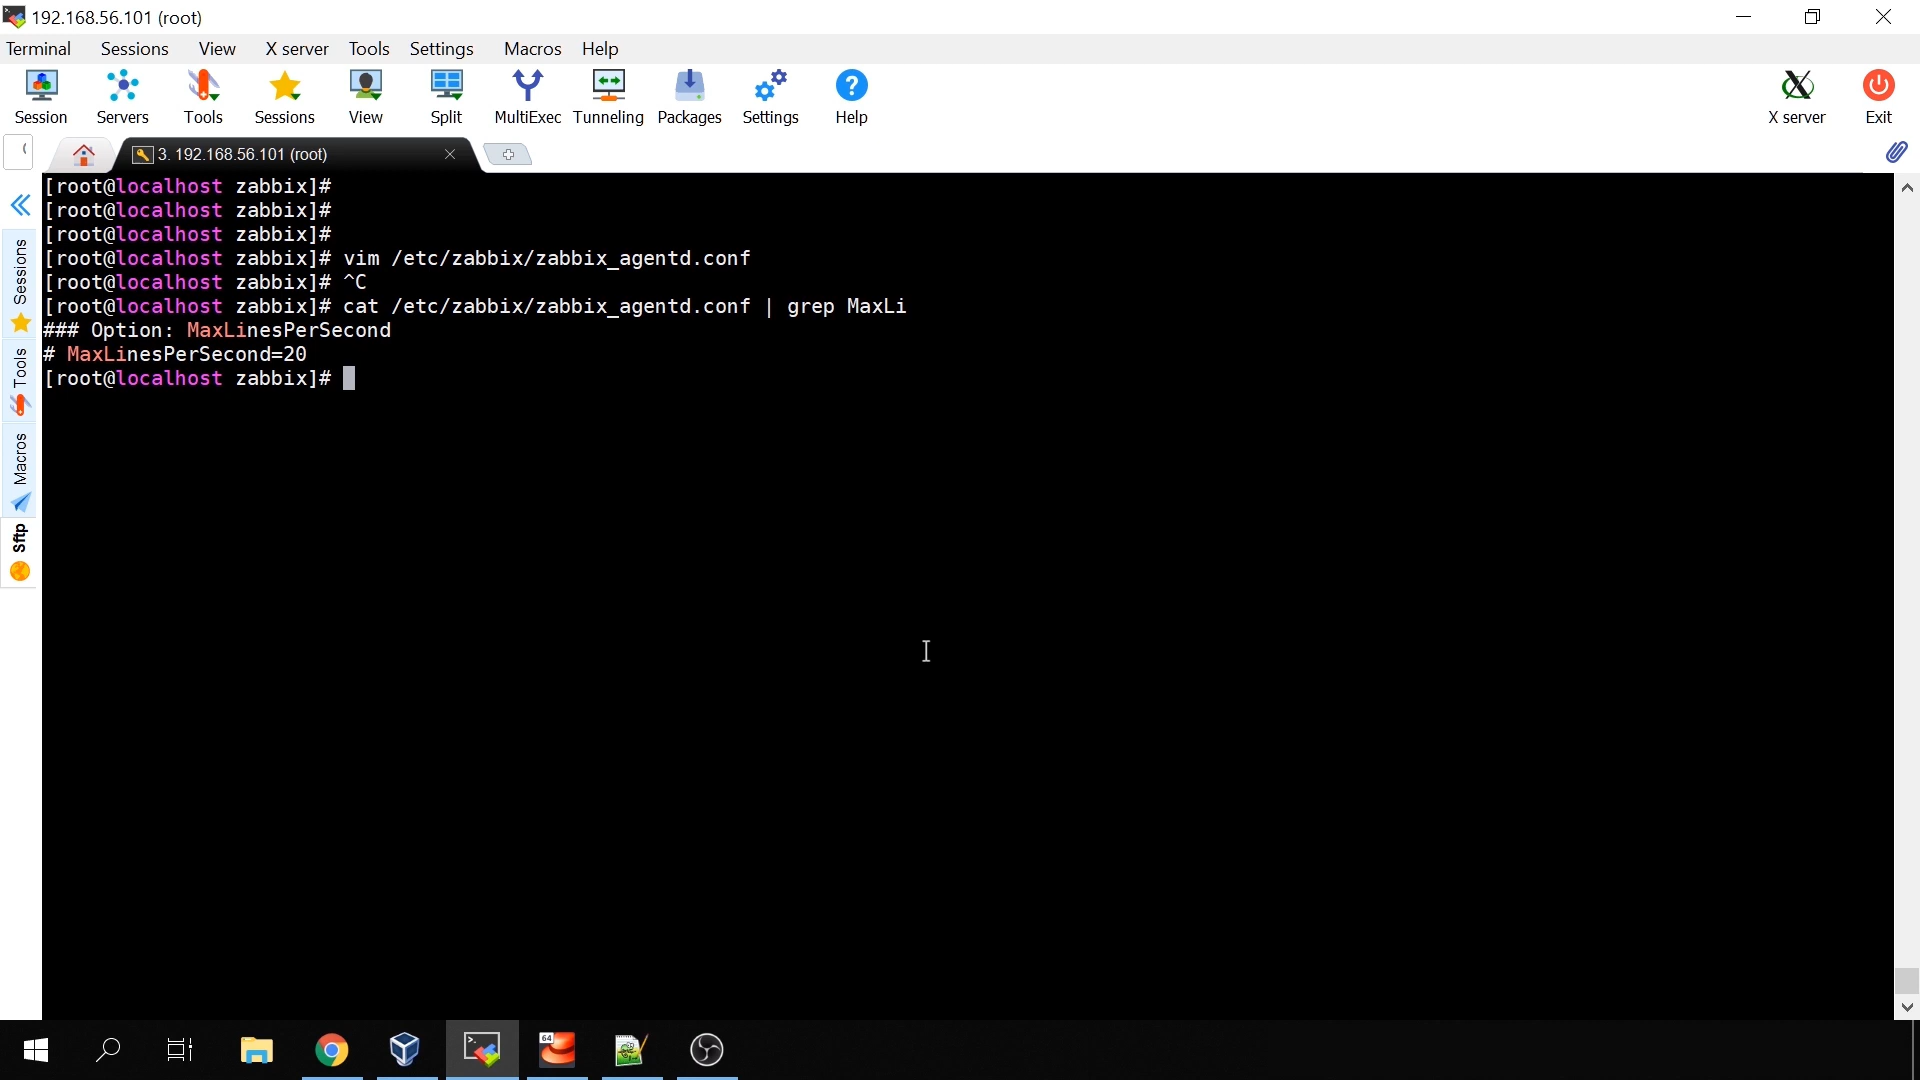 192.168.56.101 (root)
Terminal Sessions View X server Tools Settings Macros Help
Session Servers Tools Sessions View Split MultiExec Tunneling Packages Settings Help X server Exit
3. 192.168.56.101 (root)
[root@localhost zabbix]#
[root@localhost zabbix]#
[root@localhost zabbix]#
[root@localhost zabbix]# vim /etc/zabbix/zabbix_agentd.conf
[root@localhost zabbix]# ^C
[root@localhost zabbix]# cat /etc/zabbix/zabbix_agentd.conf | grep MaxLi
### Option: MaxLinesPerSecond
# MaxLinesPerSecond=20
[root@localhost zabbix]#
Sessions
Tools
Macros
Sftp
64